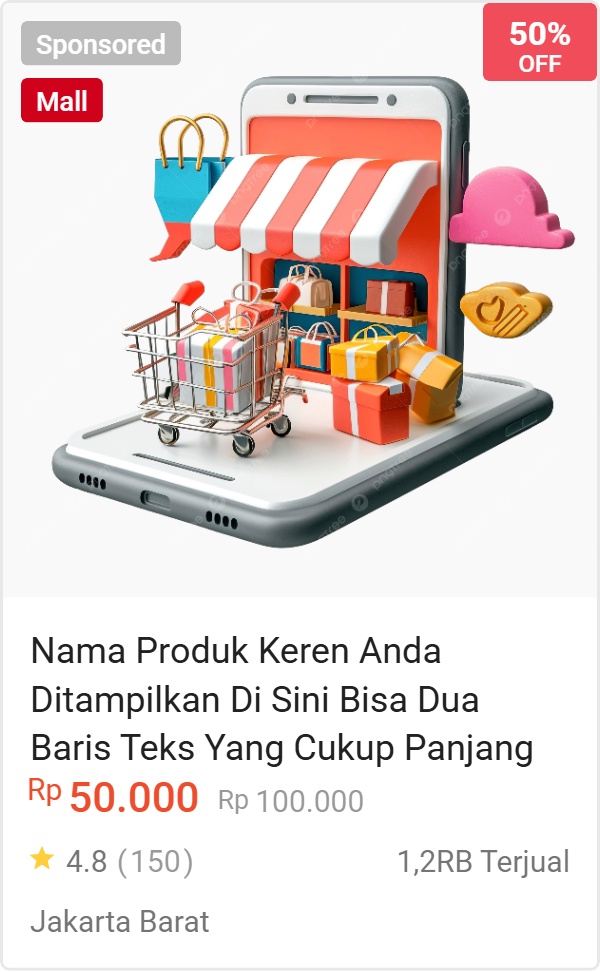 Sponsored
50%
OFF
Mall
Nama Produk Keren Anda
Ditampilkan Di Sini Bisa Dua
Baris Teks Yang Cukup Panjang
Rp 50.000 Rp 100.000
4.8 (150) 1,2RB Terjual
Jakarta Barat